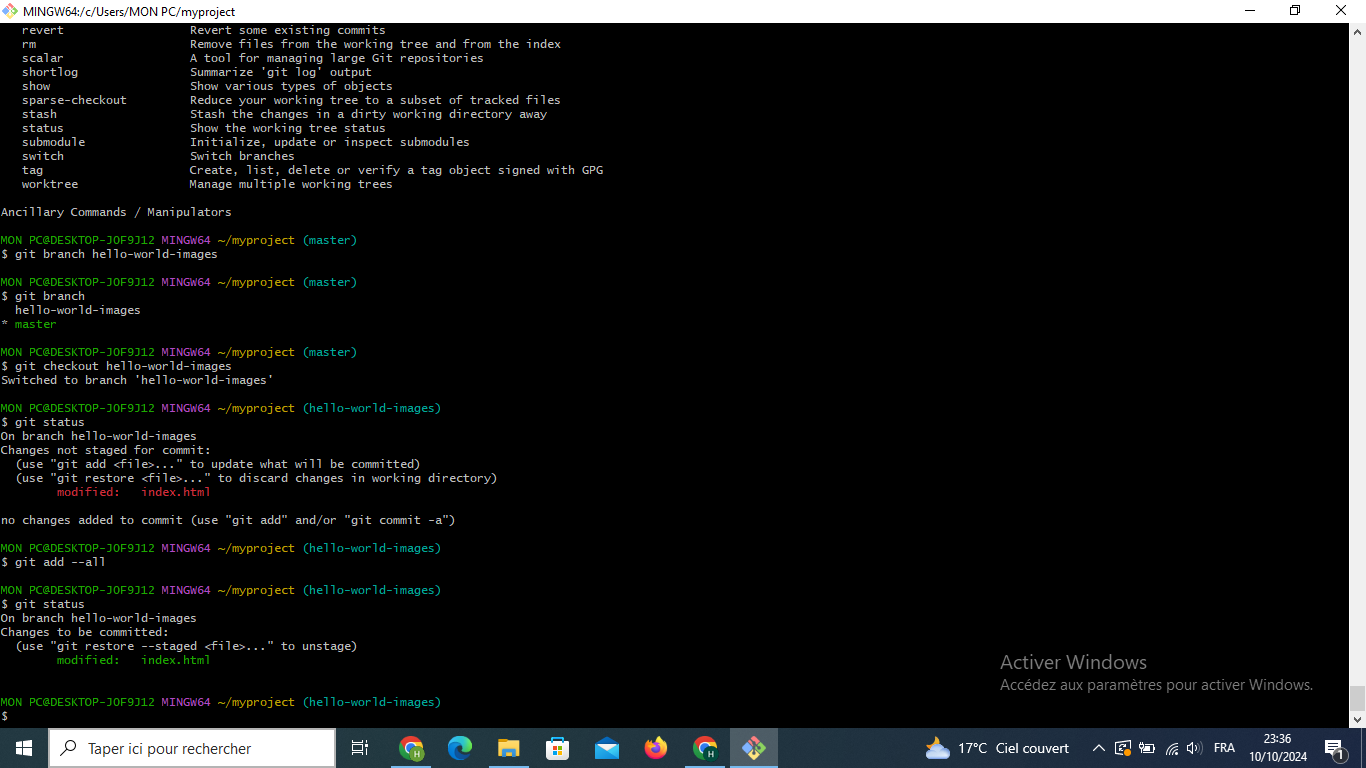 MINGW64:/c/Users/MON PC/myproject
revert Revert some existing commits
rm Remove files from the working tree and from the index
scalar A tool for managing large Git repositories
shortlog Summarize 'git log' output
show Show various types of objects
sparse-checkout Reduce your working tree to a subset of tracked files
stash Stash the changes in a dirty working directory away
status Show the working tree status
submodule Initialize, update or inspect submodules
switch Switch branches
tag Create, list, delete or verify a tag object signed with GPG
worktree Manage multiple working trees
Ancillary Commands / Manipulators
MON PC@DESKTOP-JOF9J12 MINGW64 ~/myproject (master)
$ git branch hello-world-images
MON PC@DESKTOP-JOF9J12 MINGW64 ~/myproject (master)
$ git branch
hello-world-images
* master
MON PC@DESKTOP-JOF9J12 MINGW64 ~/myproject (master)
$ git checkout hello-world-images
Switched to branch 'hello-world-images'
MON PC@DESKTOP-JOF9J12 MINGW64 ~/myproject (hello-world-images)
$ git status
On branch hello-world-images
Changes not staged for commit:
(use "git add <file>..." to update what will be committed)
(use "git restore <file>..." to discard changes in working directory)
modified: index.html
no changes added to commit (use "git add" and/or "git commit -a")
MON PC@DESKTOP-JOF9J12 MINGW64 ~/myproject (hello-world-images)
$ git add --all
MON PC@DESKTOP-JOF9J12 MINGW64 ~/myproject (hello-world-images)
$ git status
On branch hello-world-images
Changes to be committed:
(use "git restore --staged <file>..." to unstage)
modified: index.html
MON PC@DESKTOP-JOF9J12 MINGW64 ~/myproject (hello-world-images)
$
Activer Windows
Accédez aux paramètres pour activer Windows.
Taper ici pour rechercher
17°C Ciel couvert
FRA
23:36
10/10/2024
1